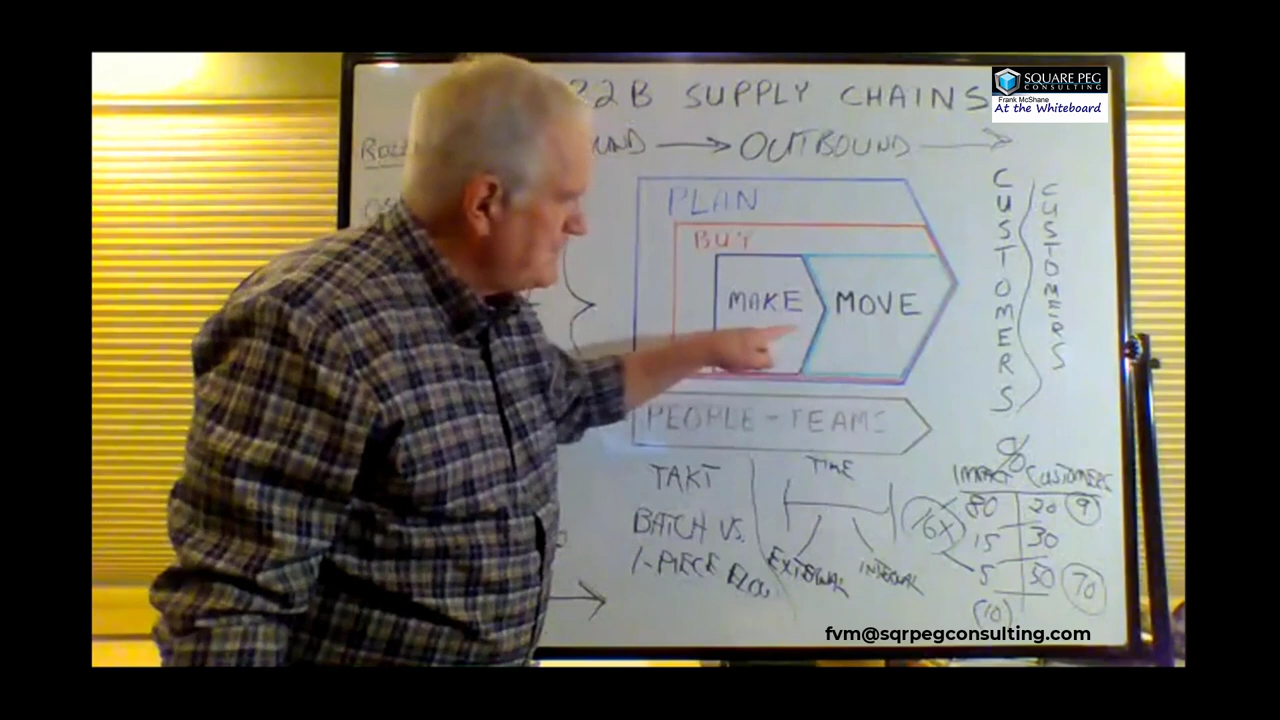 B2B SUPPLY CHAINS
SQUARE PEG
CONSULTING
Frank McShane
At the Whiteboard
OUTBOUND
PLAN
BUY
MAKE
MOVE
CUSTOMERS
CUSTOMERS
PEOPLE - TEAMS
TAKT
BATCH VS.
1-PIECE FLOW
TIME
EXTERNAL
INTERNAL
%
IMPACT CUSTOMERS
80 20 9
15 30
5 50 70
(10)
16X
fvm@sqrpegconsulting.com